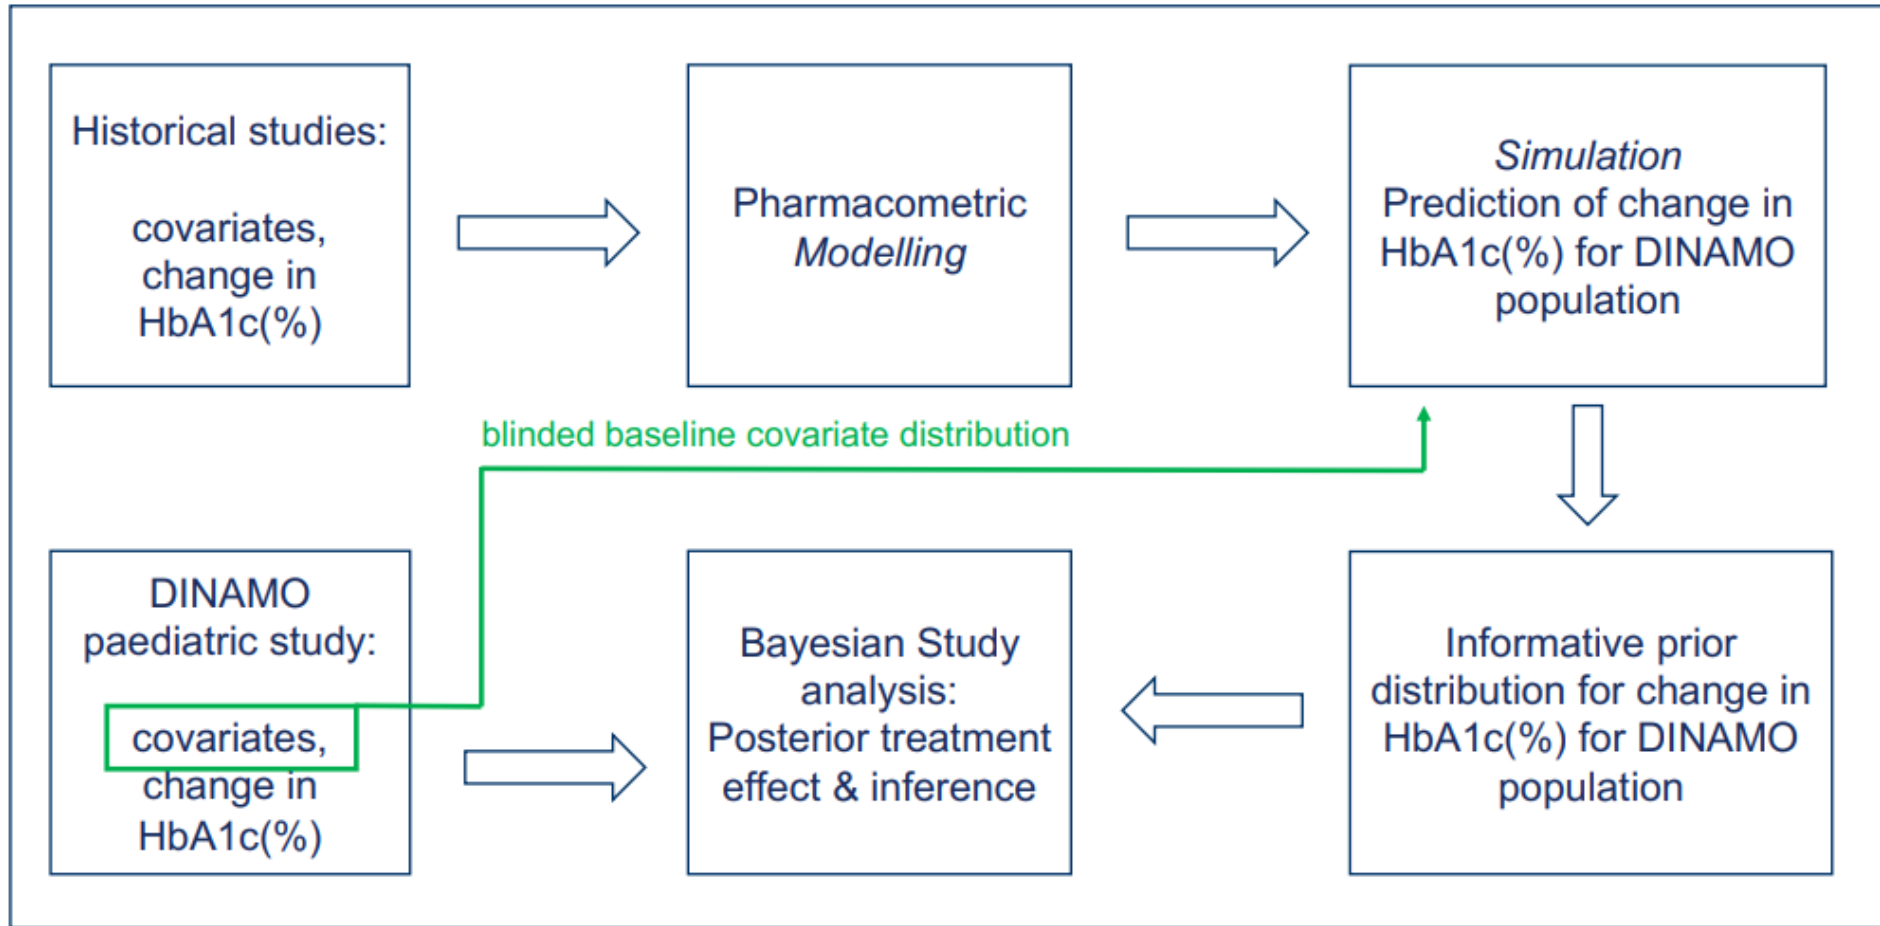 Historical studies:
covariates,
change in
HbA1c(%)
Pharmacometric
Modelling
Simulation
Prediction of change in
HbA1c(%) for DINAMO
population
blinded baseline covariate distribution
DINAMO
paediatric study:
covariates,
change in
HbA1c(%)
Bayesian Study
analysis:
Posterior treatment
effect & inference
Informative prior
distribution for change in
HbA1c(%) for DINAMO
population